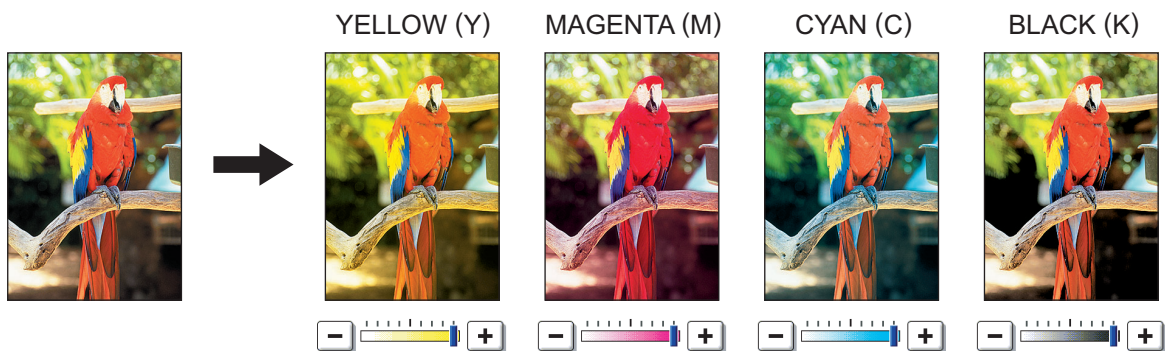 YELLOW (Y) MAGENTA (M) CYAN (C) BLACK (K)
− + − + − + − +